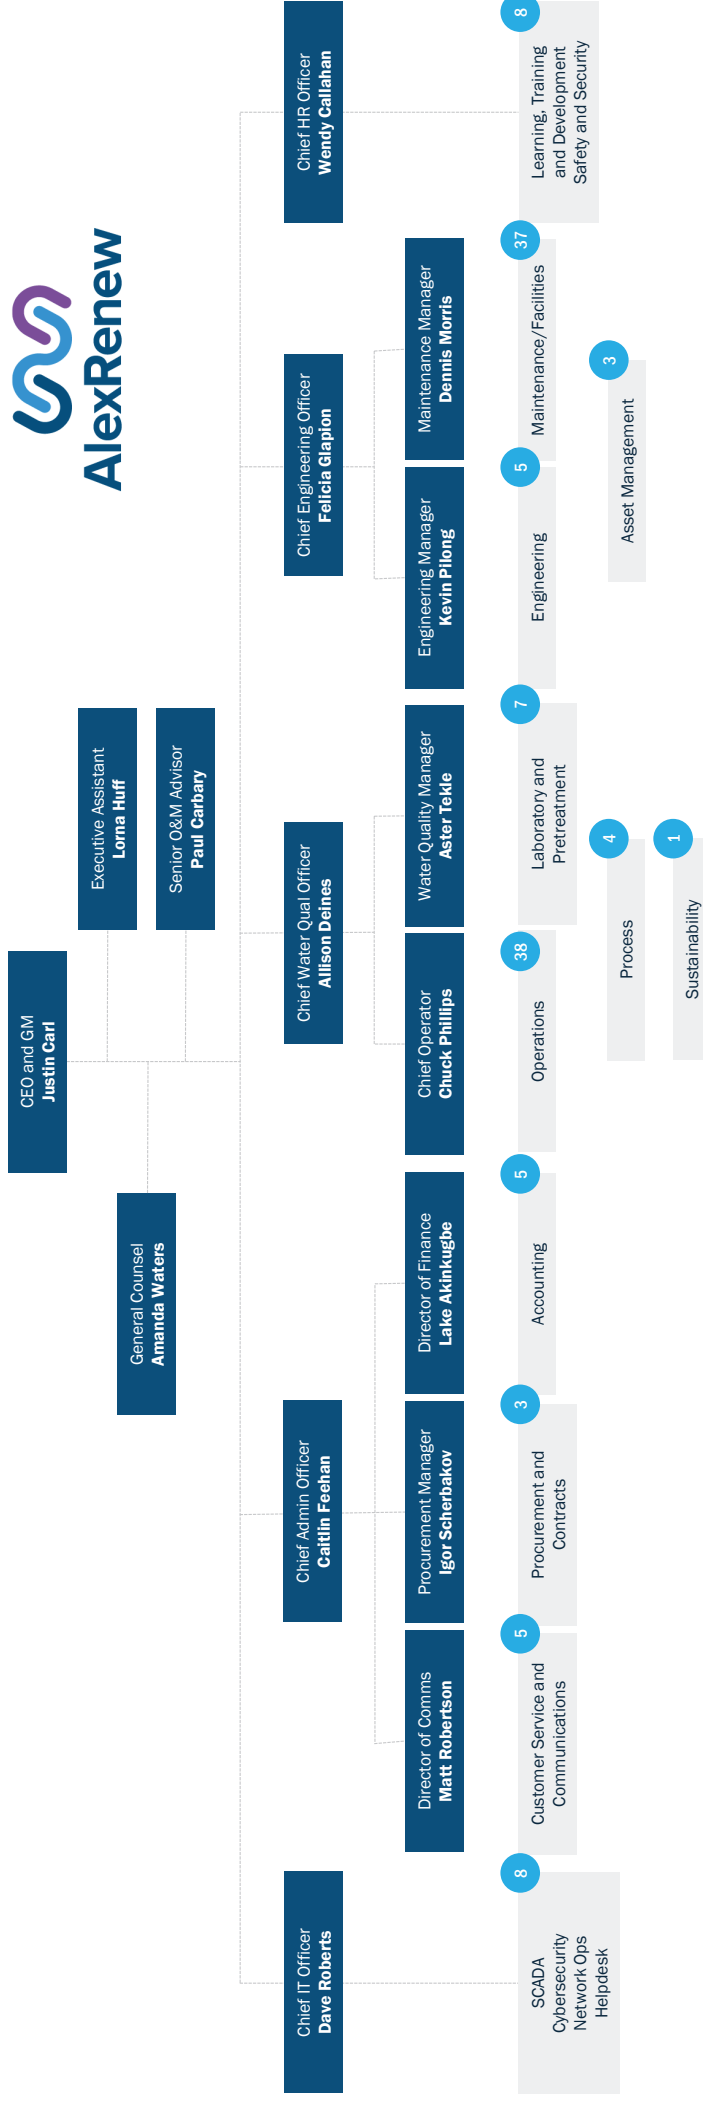 AlexRenew
CEO and GM
Justin Carl
Executive Assistant
Lorna Huff
General Counsel
Amanda Waters
Senior O&M Advisor
Paul Carbary
Chief IT Officer
Dave Roberts
Chief Admin Officer
Caitlin Feehan
Chief Water Qual Officer
Allison Deines
Chief Engineering Officer
Felicia Glapion
Chief HR Officer
Wendy Callahan
Director of Comms
Matt Robertson
Procurement Manager
Igor Scherbakov
Director of Finance
Lake Akinkugbe
Chief Operator
Chuck Phillips
Water Quality Manager
Aster Tekle
Engineering Manager
Kevin Pilong
Maintenance Manager
Dennis Morris
8
SCADA
Cybersecurity
Network Ops
Helpdesk
5
Customer Service and
Communications
3
Procurement and
Contracts
5
Accounting
38
Operations
7
Laboratory and
Pretreatment
5
Engineering
37
Maintenance/Facilities
8
Learning, Training
and Development
Safety and Security
4
Process
3
Asset Management
1
Sustainability